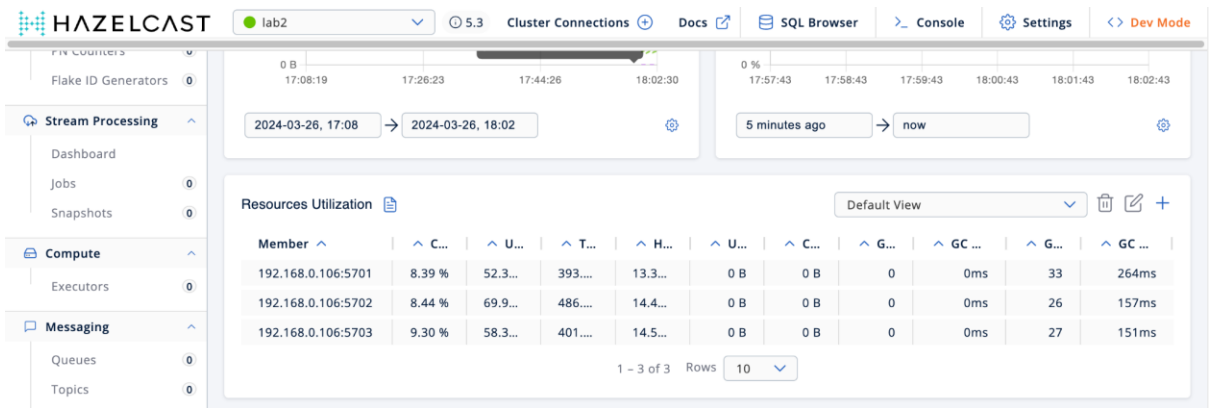 HAZELCAST
lab2
5.3
Cluster Connections
Docs
SQL Browser
>_ Console
Settings
<> Dev Mode
PN Counters 0
Flake ID Generators 0
Stream Processing
Dashboard
Jobs 0
Snapshots 0
Compute
Executors 0
Messaging
Queues 0
Topics 0
0 B
17:08:19 17:26:23 17:44:26 18:02:30
2024-03-26, 17:08 → 2024-03-26, 18:02
0 %
17:57:43 17:58:43 17:59:43 18:00:43 18:01:43 18:02:43
5 minutes ago → now
Resources Utilization
Default View
Member C... U... T... H... U... C... G... GC ... G... GC ...
192.168.0.106:5701 8.39 % 52.3... 393.... 13.3... 0 B 0 B 0 0ms 33 264ms
192.168.0.106:5702 8.44 % 69.9... 486.... 14.4... 0 B 0 B 0 0ms 26 157ms
192.168.0.106:5703 9.30 % 58.3... 401.... 14.5... 0 B 0 B 0 0ms 27 151ms
1 – 3 of 3 Rows 10